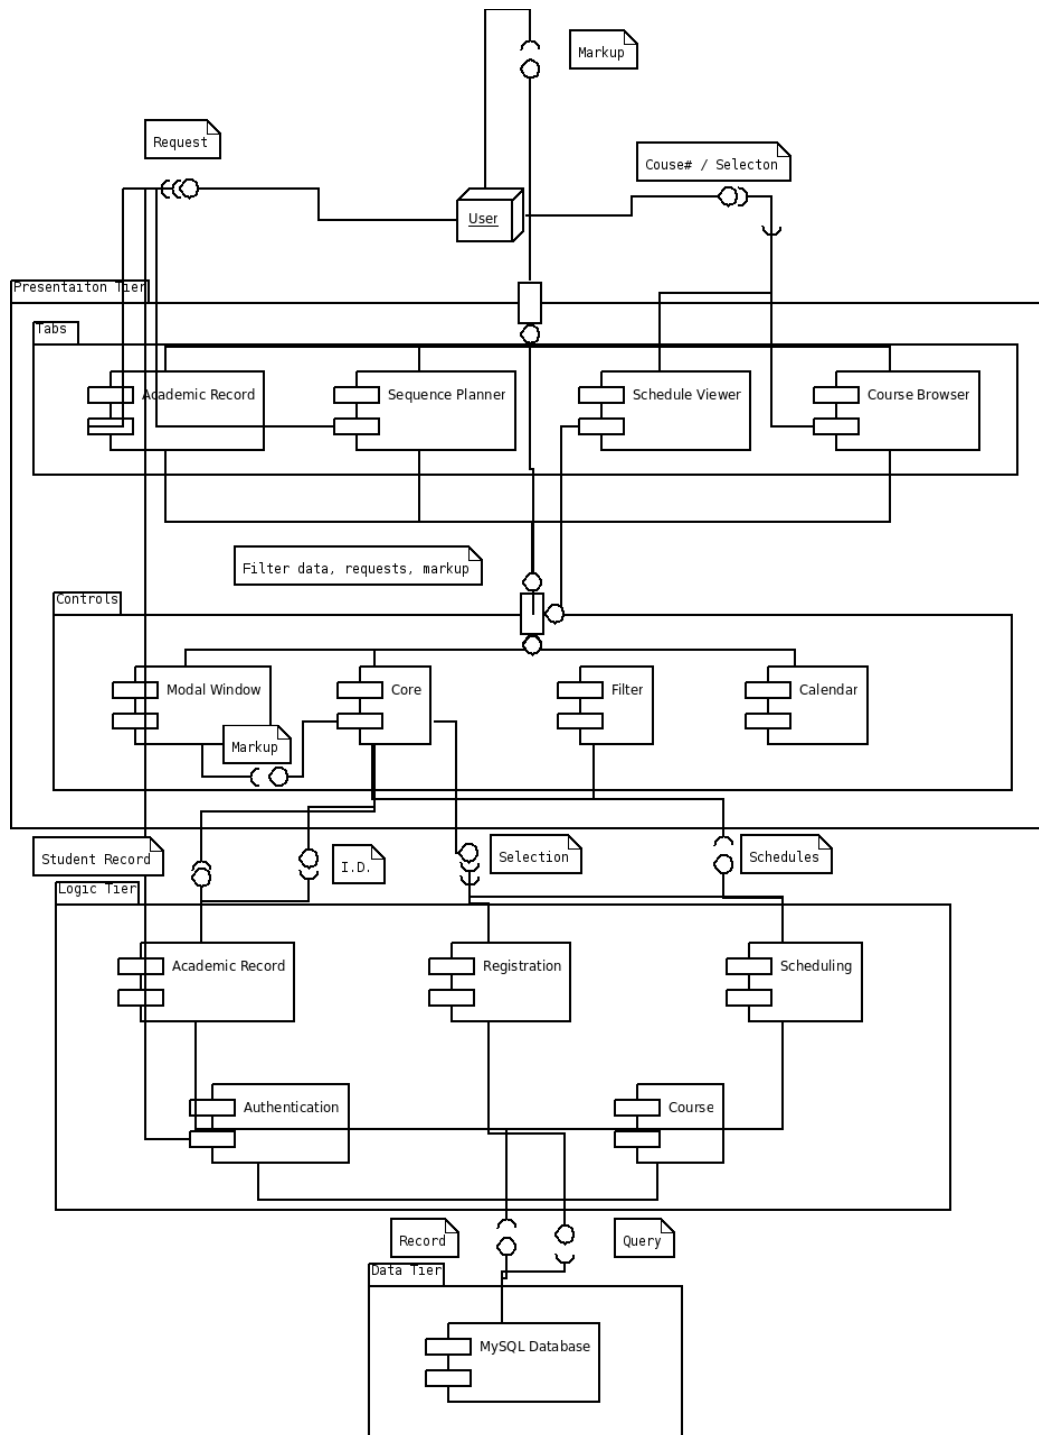 Markup
Request
Couse# / Selecton
User
Presentaiton Tier
Tabs
Academic Record
Sequence Planner
Schedule Viewer
Course Browser
Filter data, requests, markup
Controls
Modal Window
Core
Filter
Calendar
Markup
Student Record
I.D.
Selection
Schedules
Logic Tier
Academic Record
Registration
Scheduling
Authentication
Course
Record
Query
Data Tier
MySQL Database